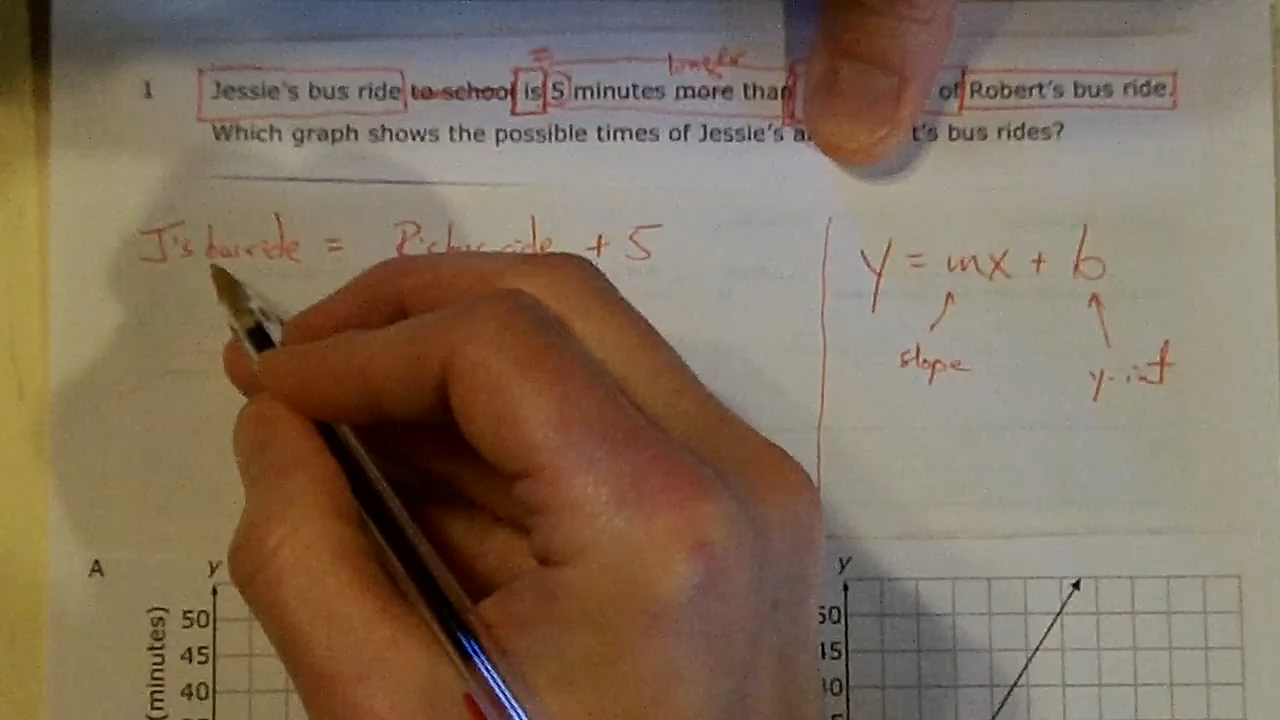 longer
1 Jessie's bus ride to school is 5 minutes more than of Robert's bus ride.
Which graph shows the possible times of Jessie's a t's bus rides?
J's bus ride = + 5
y = mx + b
slope
y-int
A
y
50
45
40
(minutes)
y
50
45
40